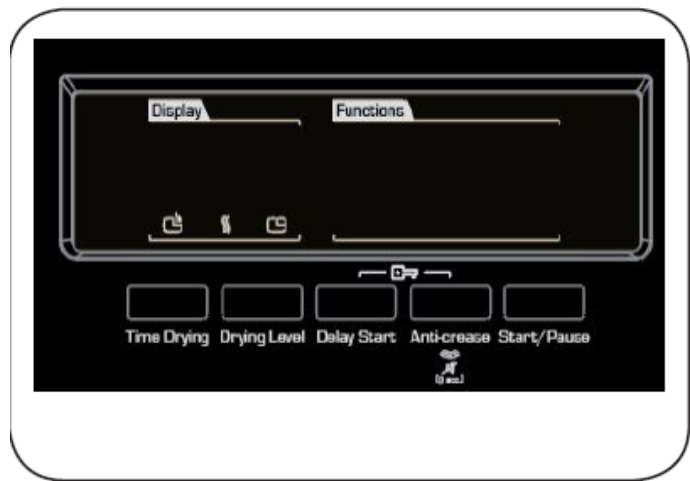 Display Functions
Time Drying Drying Level Delay Start Anti-crease Start/Pause